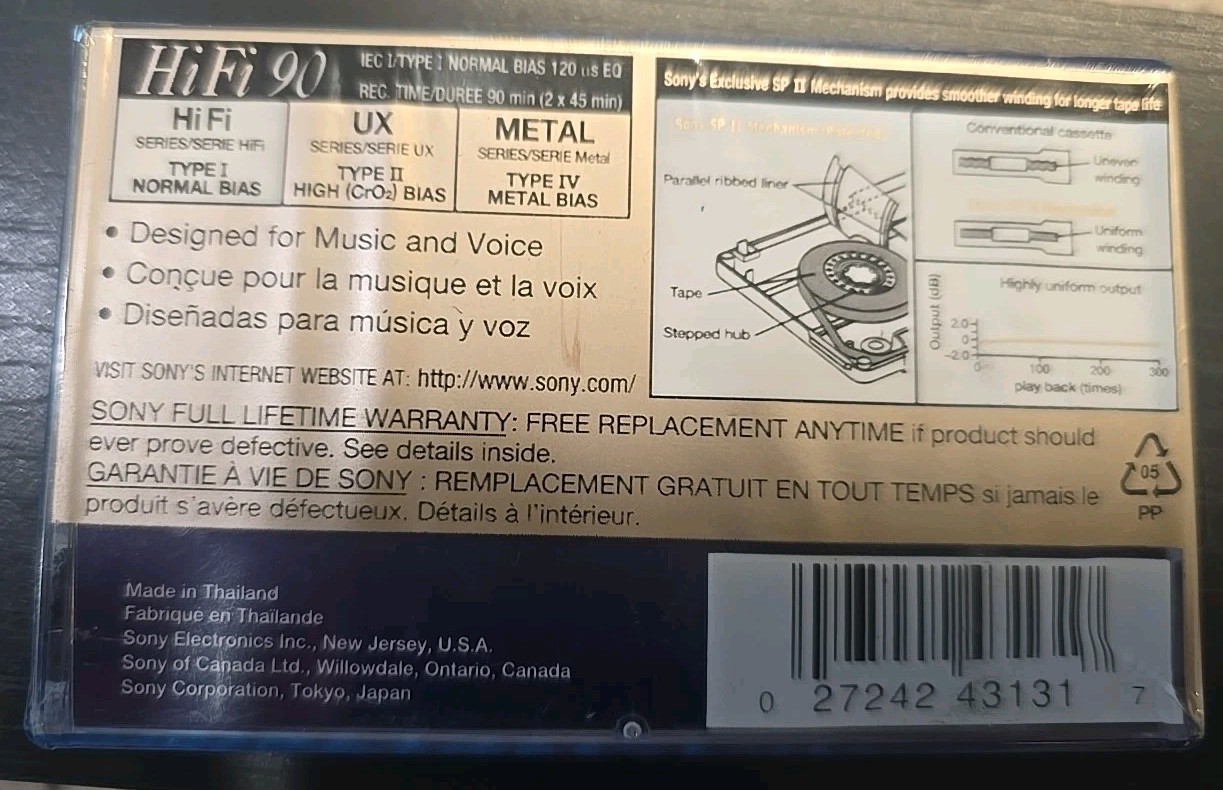 HiFi 90
IEC I/TYPE I NORMAL BIAS 120 us EQ
REC. TIME/DUREE 90 min (2 x 45 min)
HiFi
SERIES/SERIE HiFi
TYPE I
NORMAL BIAS
UX
SERIES/SERIE UX
TYPE II
HIGH (CrO2) BIAS
METAL
SERIES/SERIE Metal
TYPE IV
METAL BIAS
• Designed for Music and Voice
• Conçue pour la musique et la voix
• Diseñadas para música y voz
VISIT SONY'S INTERNET WEBSITE AT: http://www.sony.com/
Sony's Exclusive SP II Mechanism provides smoother winding for longer tape life
Sony SP II Mechanism
Parallel ribbed liner
Tape
Stepped hub
Conventional cassette
Uneven
winding
Uniform
winding
Highly uniform output
Output (dB)
2.0
0
-2.0
0 100 200 300
play back (times)
SONY FULL LIFETIME WARRANTY: FREE REPLACEMENT ANYTIME if product should
ever prove defective. See details inside.
GARANTIE À VIE DE SONY : REMPLACEMENT GRATUIT EN TOUT TEMPS si jamais le
produit s'avère défectueux. Détails à l'intérieur.
05
PP
Made in Thailand
Fabriqué en Thaïlande
Sony Electronics Inc., New Jersey, U.S.A.
Sony of Canada Ltd., Willowdale, Ontario, Canada
Sony Corporation, Tokyo, Japan
0 27242 43131 7